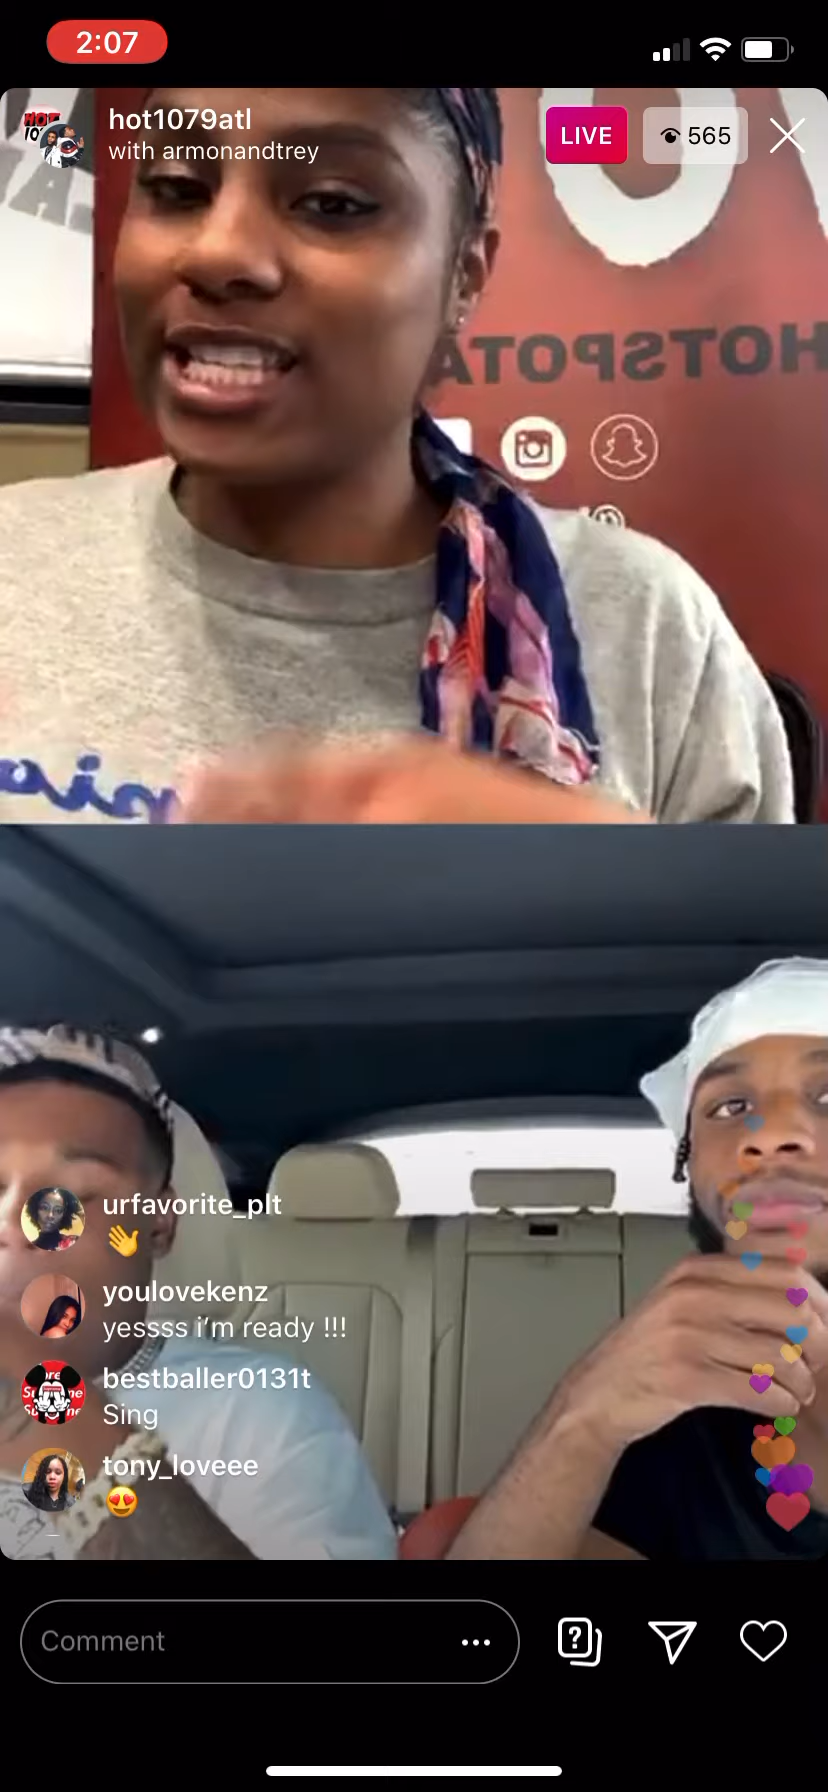 2:07
hot1079atl
with armonandtrey
LIVE
565
HOTSPOTA
urfavorite_plt
👋
youlovekenz
yessss i'm ready !!!
bestballer0131t
Sing
tony_loveee
😍
Comment